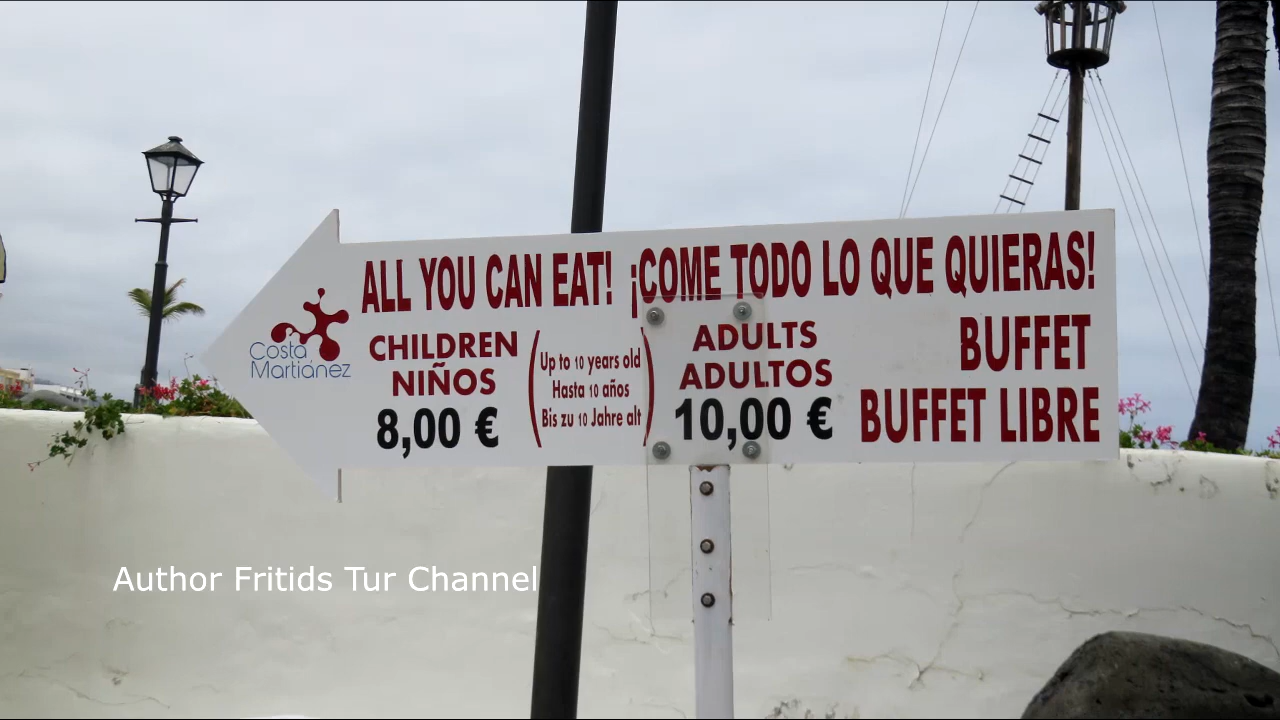 ALL YOU CAN EAT! ¡COME TODO LO QUE QUIERAS!
Costa
Martiánez
CHILDREN
NIÑOS
8,00 €
(Up to 10 years old
Hasta 10 años
Bis zu 10 Jahre alt)
ADULTS
ADULTOS
10,00 €
BUFFET
BUFFET LIBRE
Author Fritids Tur Channel